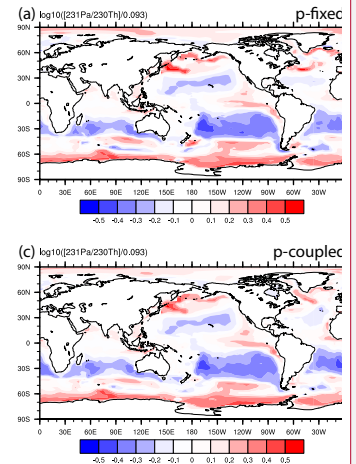 (a) log10([231Pa/230Th]/0.093) p-fixed
90N
60N
30N
0
30S
60S
90S
0 30E 60E 90E 120E 150E 180 150W 120W 90W 60W 30W
-0.5 -0.4 -0.3 -0.2 -0.1 0 0.1 0.2 0.3 0.4 0.5
(c) log10([231Pa/230Th]/0.093) p-coupled
90N
60N
30N
0
30S
60S
90S
0 30E 60E 90E 120E 150E 180 150W 120W 90W 60W 30W
-0.5 -0.4 -0.3 -0.2 -0.1 0 0.1 0.2 0.3 0.4 0.5